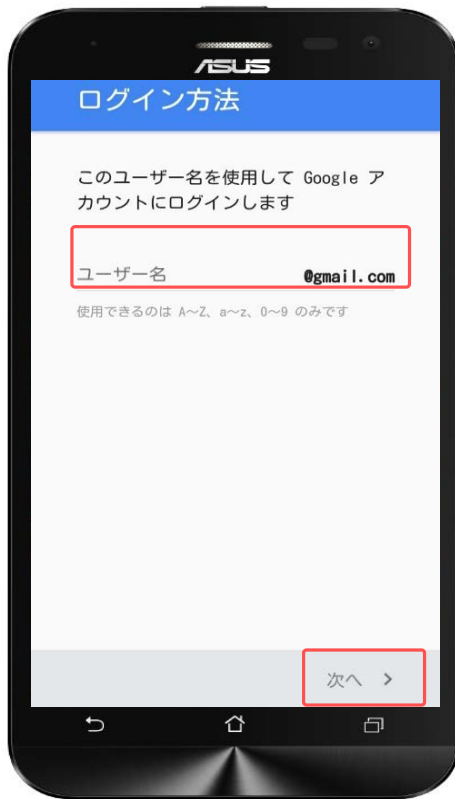 ASUS
ログイン方法
このユーザー名を使用して Google ア
カウントにログインします
ユーザー名 @gmail.com
使用できるのは A～Z、a～z、0～9 のみです
次へ >